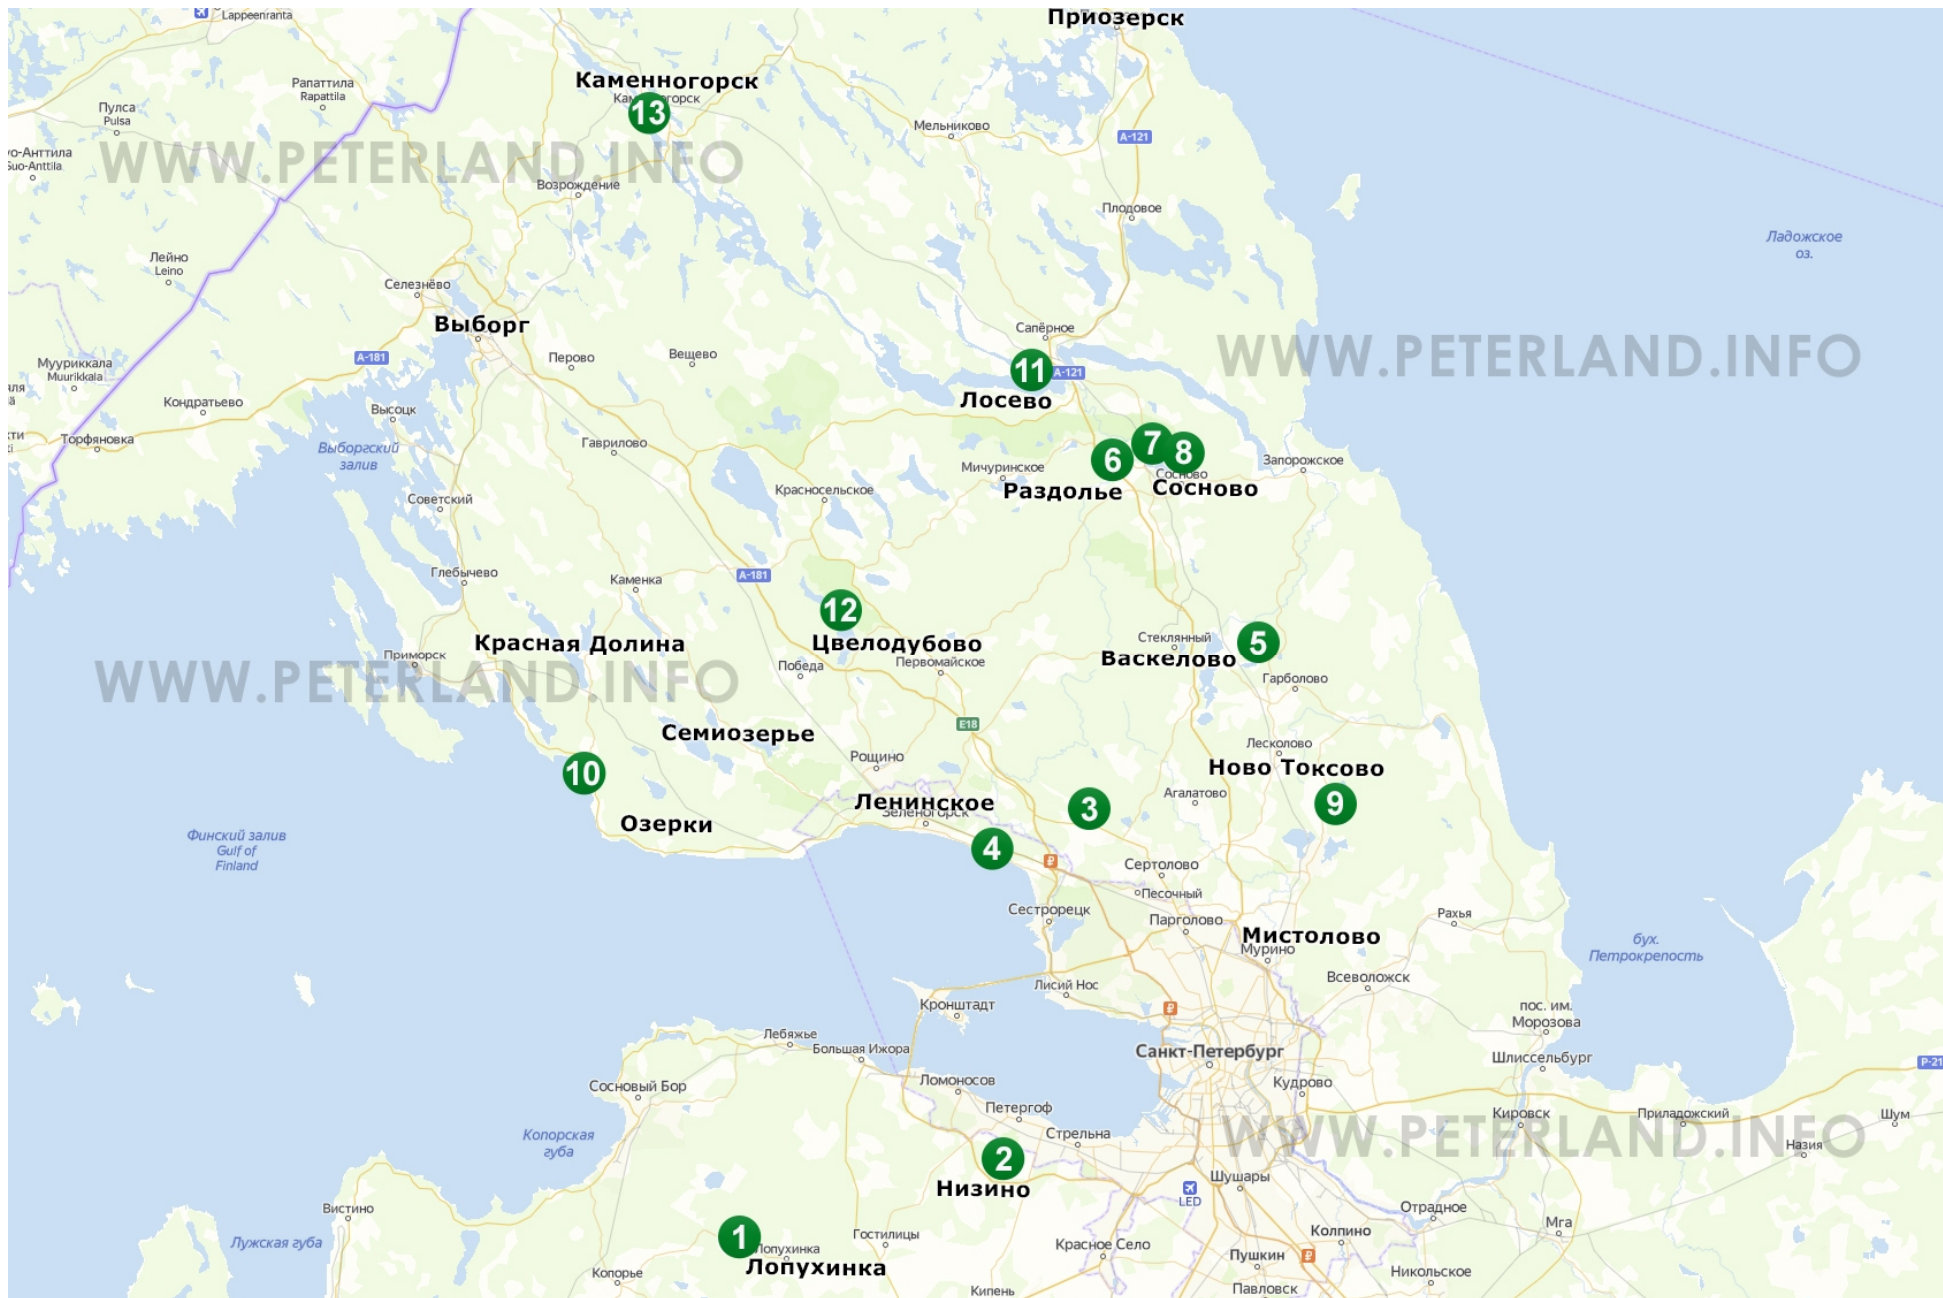 Приозерск
Lappeenranta
Каменногорск
13
Рапаттила
Rapattila
Пулса
Pulsa
Мельниково
А-121
уо-Анттила
Suo-Anttila
WWW.PETERLAND.INFO
Возрождение
Плодовое
Ладожское
оз.
Лейно
Leino
Селезнёво
Выборг
Сапёрное
WWW.PETERLAND.INFO
А-181
Перово
Вещево
Мууриккала
Muurikkala
11
А-121
Лосево
Кондратьево
Высоцк
Торфяновка
Выборгский
залив
Гаврилово
7
8
6
Запорожское
Мичуринское
Сосново
Раздолье
Сосново
Красносельское
Советский
Глебычево
Каменка
А-181
12
Красная Долина
Цвелодубово
Стеклянный
5
Васкелово
Приморск
Победа
Первомайское
Гарболово
WWW.PETERLAND.INFO
E18
Семиозерье
Рощино
Лесколово
Ново Токсово
10
Ленинское
Зеленогорск
3
Агалатово
9
Озерки
4
Финский залив
Gulf of
Finland
Сертолово
Песочный
Сестрорецк
Парголово
Рахья
Мистолово
Мурино
бух.
Петрокрепость
Всеволожск
Лисий Нос
Кронштадт
пос. им.
Морозова
Лебяжье
Большая Ижора
Санкт-Петербург
Шлиссельбург
Р-21
Сосновый Бор
Ломоносов
Кудрово
Петергоф
Кировск
Приладожский
Шум
Копорская
губа
Стрельна
WWW.PETERLAND.INFO
Назия
2
Низино
Шушары
LED
Вистино
Отрадное
Мга
Лужская губа
1
Лопухинка
Лопухинка
Гостилицы
Красное Село
Колпино
Пушкин
Копорье
Никольское
Кипень
Павловск